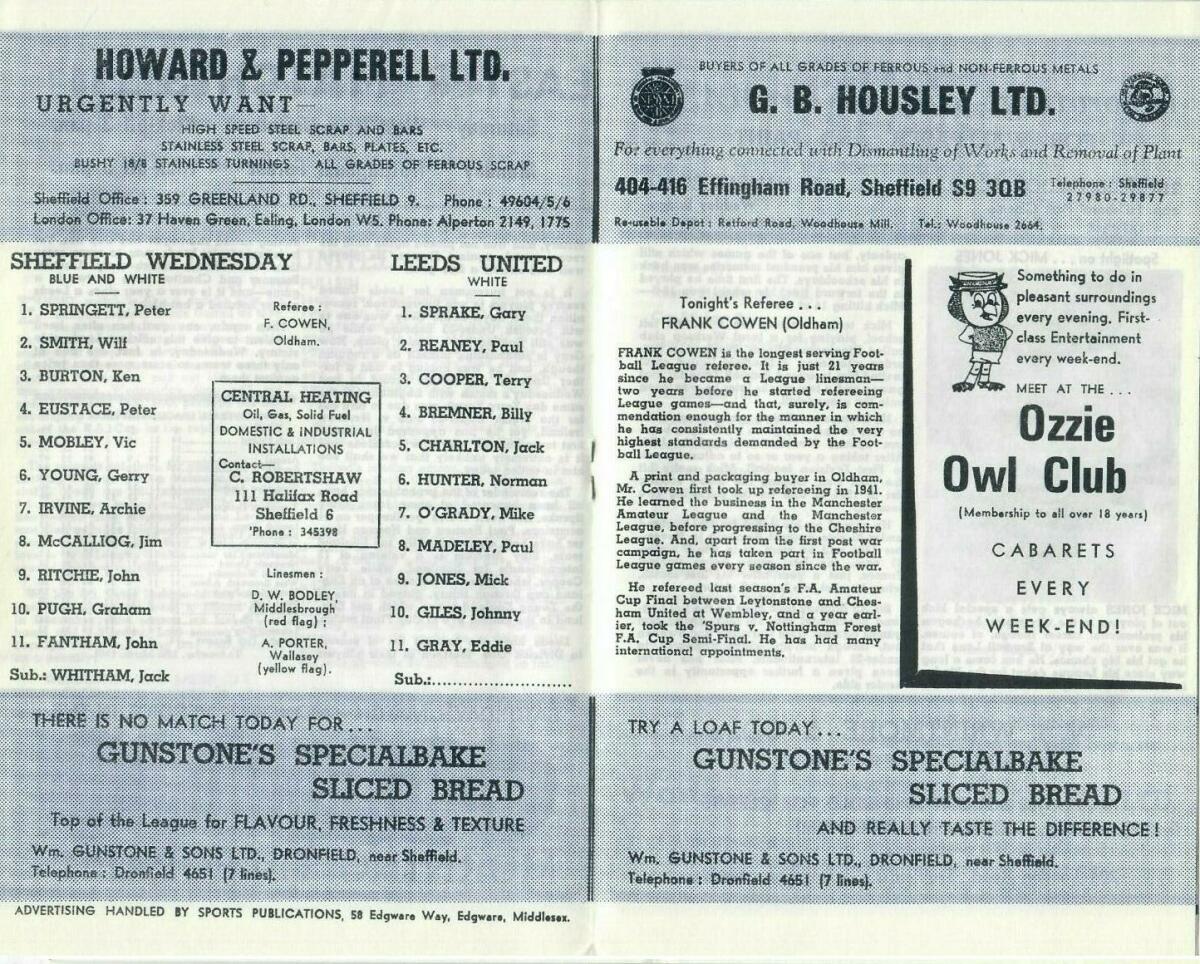 HOWARD & PEPPERELL LTD.
URGENTLY WANT
HIGH SPEED STEEL SCRAP AND BARS
STAINLESS STEEL SCRAP, BARS, PLATES, ETC.
BUSHY 18/8 STAINLESS TURNINGS ALL GRADES OF FERROUS SCRAP
Sheffield Office : 359 GREENLAND RD., SHEFFIELD 9. Phone : 49604/5/6
London Office: 37 Haven Green, Ealing, London W5. Phone: Alperton 2149, 1775
SHEFFIELD WEDNESDAY
BLUE AND WHITE
1. SPRINGETT, Peter
2. SMITH, Wilf
3. BURTON, Ken
4. EUSTACE, Peter
5. MOBLEY, Vic
6. YOUNG, Gerry
7. IRVINE, Archie
8. McCALLIOG, Jim
9. RITCHIE, John
10. PUGH, Graham
11. FANTHAM, John
Sub.: WHITHAM, Jack
Referee :
F. COWEN,
Oldham.
CENTRAL HEATING
Oil, Gas, Solid Fuel
DOMESTIC & INDUSTRIAL
INSTALLATIONS
Contact—
C. ROBERTSHAW
111 Halifax Road
Sheffield 6
'Phone : 345398
Linesmen :
D. W. BODLEY,
Middlesbrough
(red flag) ;
A. PORTER,
Wallasey
(yellow flag).
LEEDS UNITED
WHITE
1. SPRAKE, Gary
2. REANEY, Paul
3. COOPER, Terry
4. BREMNER, Billy
5. CHARLTON, Jack
6. HUNTER, Norman
7. O'GRADY, Mike
8. MADELEY, Paul
9. JONES, Mick
10. GILES, Johnny
11. GRAY, Eddie
Sub.:..........................
THERE IS NO MATCH TODAY FOR...
GUNSTONE'S SPECIALBAKE
SLICED BREAD
Top of the League for FLAVOUR, FRESHNESS & TEXTURE
Wm. GUNSTONE & SONS LTD., DRONFIELD, near Sheffield.
Telephone : Dronfield 4651 (7 lines).
ADVERTISING HANDLED BY SPORTS PUBLICATIONS, 58 Edgware Way, Edgware, Middlesex.
BUYERS OF ALL GRADES OF FERROUS and NON-FERROUS METALS
G. B. HOUSLEY LTD.
For everything connected with Dismantling of Works and Removal of Plant
404-416 Effingham Road, Sheffield S9 3QB
Telephone : Sheffield
27980-29877
Re-usable Depot : Retford Road, Woodhouse Mill. Tel.: Woodhouse 2664.
Tonight's Referee ...
FRANK COWEN (Oldham)
FRANK COWEN is the longest serving Foot-
ball League referee. It is just 21 years
since he became a League linesman—
two years before he started refereeing
League games—and that, surely, is com-
mendation enough for the manner in which
he has consistently maintained the very
highest standards demanded by the Foot-
ball League.
A print and packaging buyer in Oldham,
Mr. Cowen first took up refereeing in 1941.
He learned the business in the Manchester
Amateur League and the Manchester
League, before progressing to the Cheshire
League. And, apart from the first post war
campaign, he has taken part in Football
League games every season since the war.
He refereed last season's F.A. Amateur
Cup Final between Leytonstone and Ches-
ham United at Wembley, and a year earl-
ier, took the 'Spurs v. Nottingham Forest
F.A. Cup Semi-Final. He has had many
international appointments.
Something to do in
pleasant surroundings
every evening. First-
class Entertainment
every week-end.
MEET AT THE ...
Ozzie
Owl Club
(Membership to all over 18 years)
CABARETS
EVERY
WEEK-END!
TRY A LOAF TODAY...
GUNSTONE'S SPECIALBAKE
SLICED BREAD
AND REALLY TASTE THE DIFFERENCE!
Wm. GUNSTONE & SONS LTD., DRONFIELD, near Sheffield.
Telephone : Dronfield 4651 (7 lines).